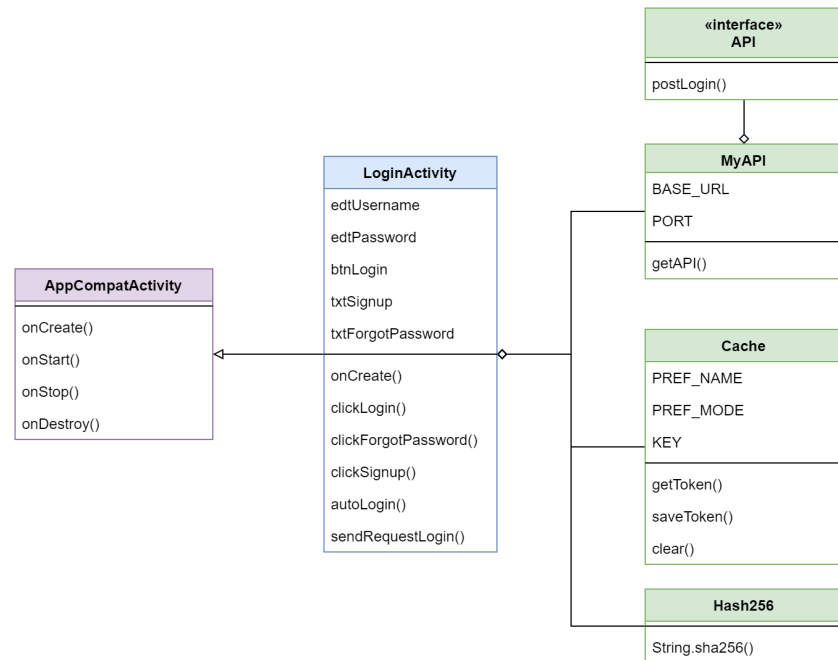 «interface»
API
postLogin()
MyAPI
BASE_URL
PORT
getAPI()
LoginActivity
edtUsername
edtPassword
btnLogin
txtSignup
txtForgotPassword
onCreate()
clickLogin()
clickForgotPassword()
clickSignup()
autoLogin()
sendRequestLogin()
AppCompatActivity
onCreate()
onStart()
onStop()
onDestroy()
Cache
PREF_NAME
PREF_MODE
KEY
getToken()
saveToken()
clear()
Hash256
String.sha256()